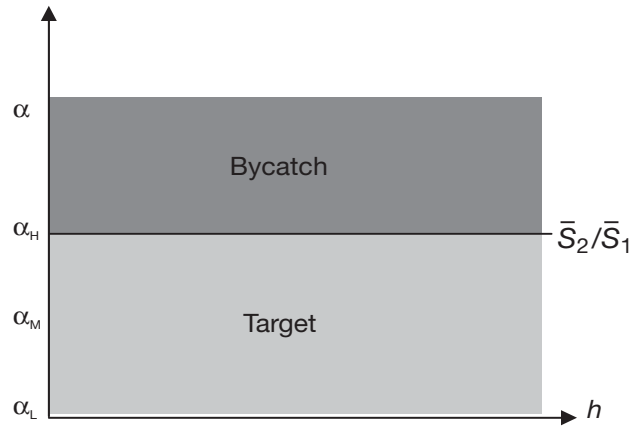 α
Bycatch
α_H
S̄₂/S̄₁
α_M
Target
α_L
h